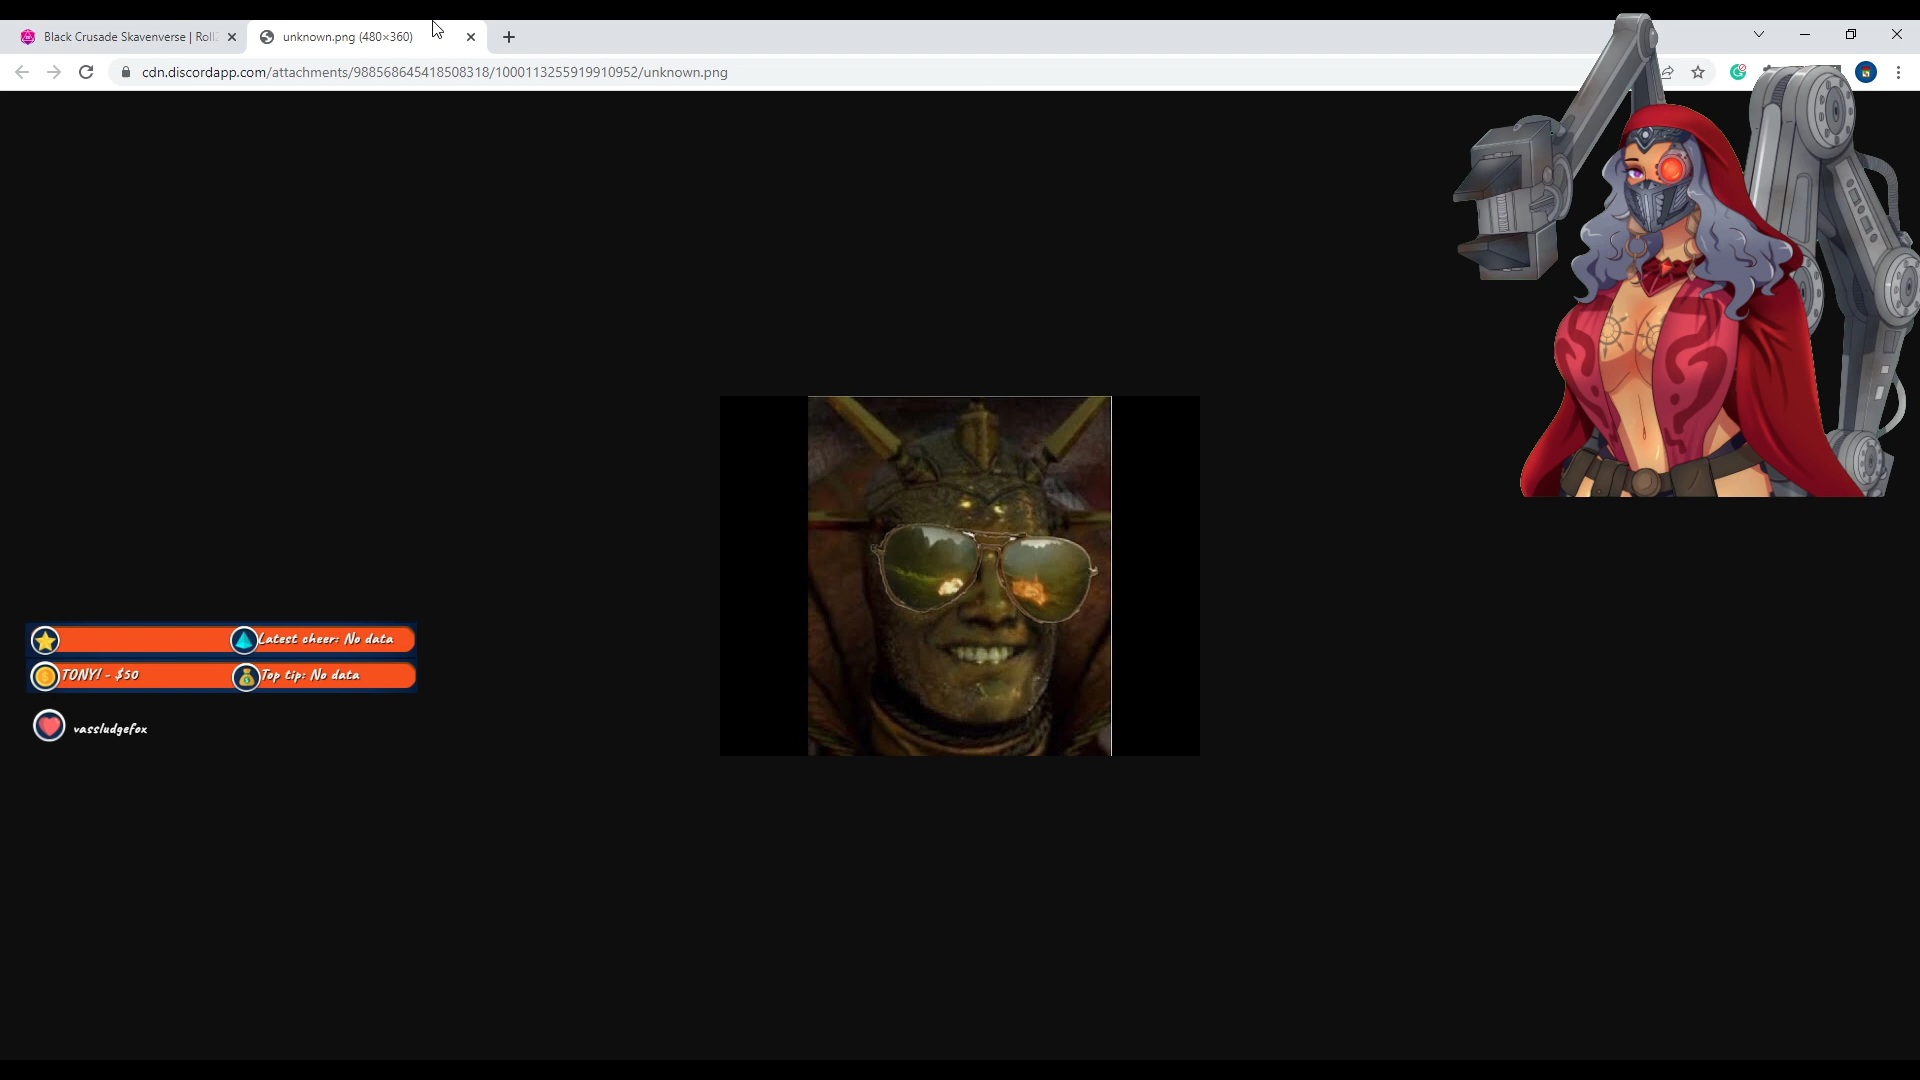 Black Crusade Skavenverse | Roll2
unknown.png (480×360)
cdn.discordapp.com/attachments/988568645418508318/1000113255919910952/unknown.png
Latest cheer: No data
TONY! - $50
Top tip: No data
vassludgefox